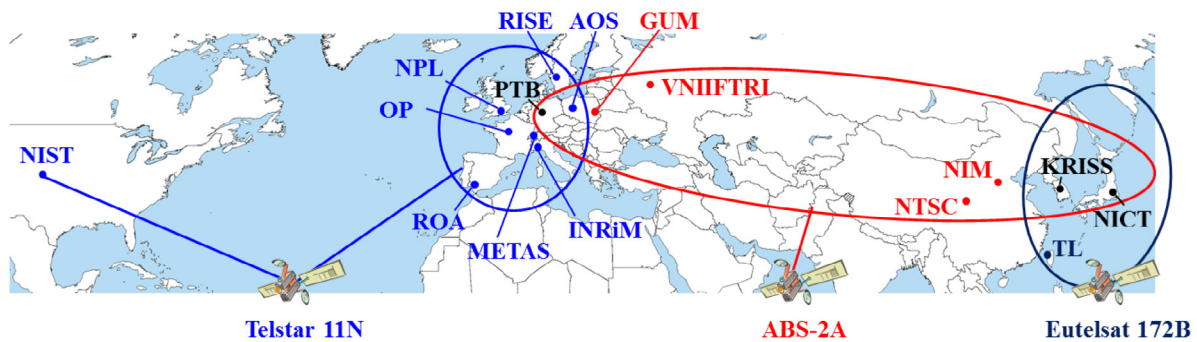 RISE AOS GUM
NPL
PTB
VNIIFTRI
OP
NIST
NIM
KRISS
NTSC
ROA
METAS
INRiM
NICT
TL
Telstar 11N
ABS-2A
Eutelsat 172B